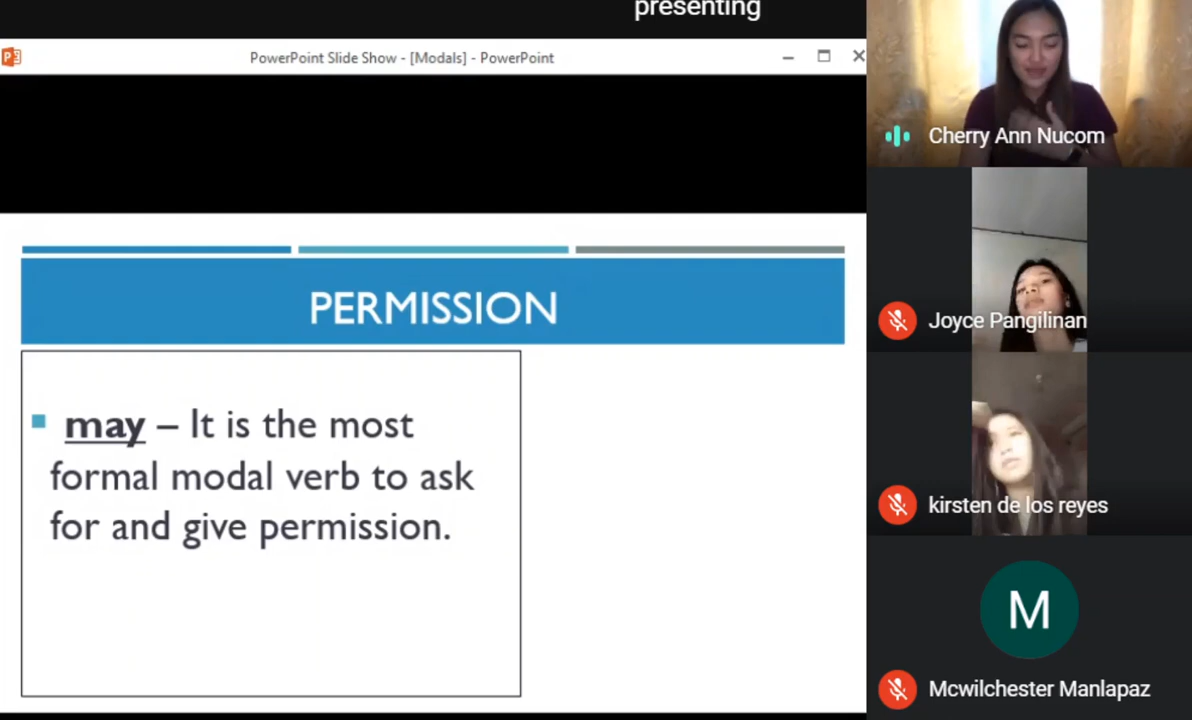 presenting
PowerPoint Slide Show - [Modals] - PowerPoint
PERMISSION
may – It is the most
formal modal verb to ask
for and give permission.
Cherry Ann Nucom
Joyce Pangilinan
kirsten de los reyes
M
Mcwilchester Manlapaz